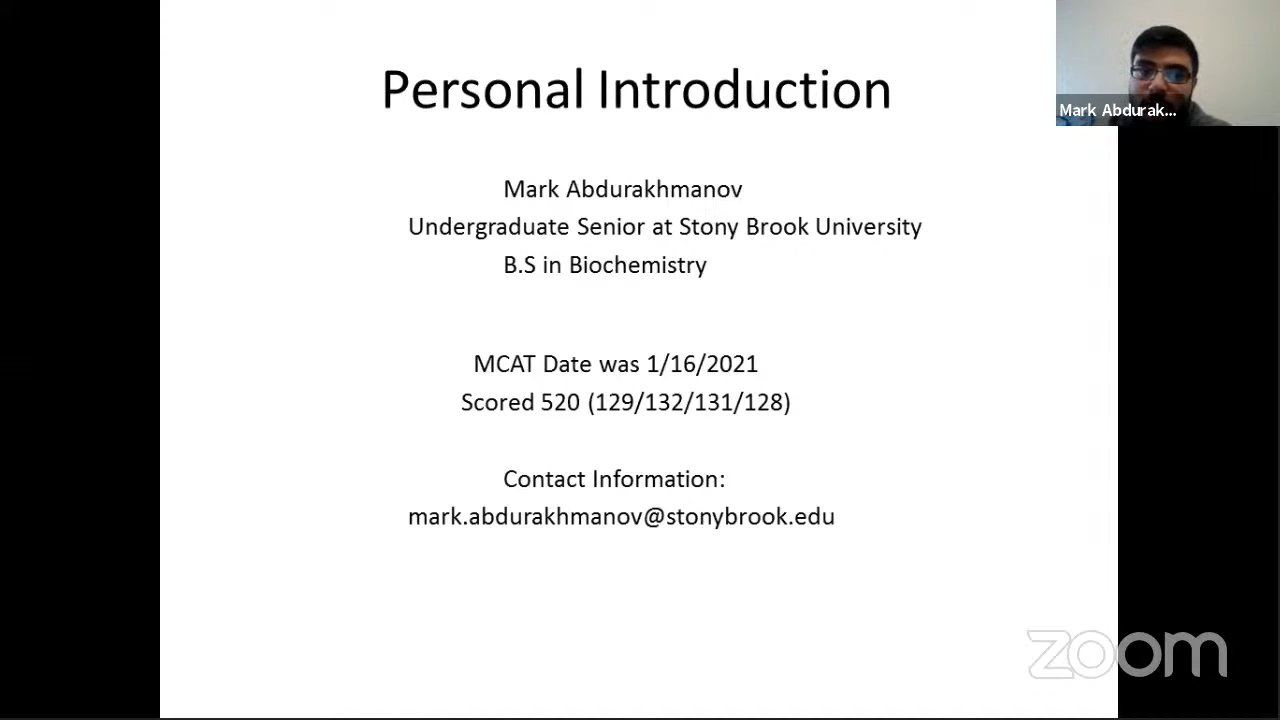 Personal Introduction
Mark Abdurak...
Mark Abdurakhmanov
Undergraduate Senior at Stony Brook University
B.S in Biochemistry
MCAT Date was 1/16/2021
Scored 520 (129/132/131/128)
Contact Information:
mark.abdurakhmanov@stonybrook.edu
zoom